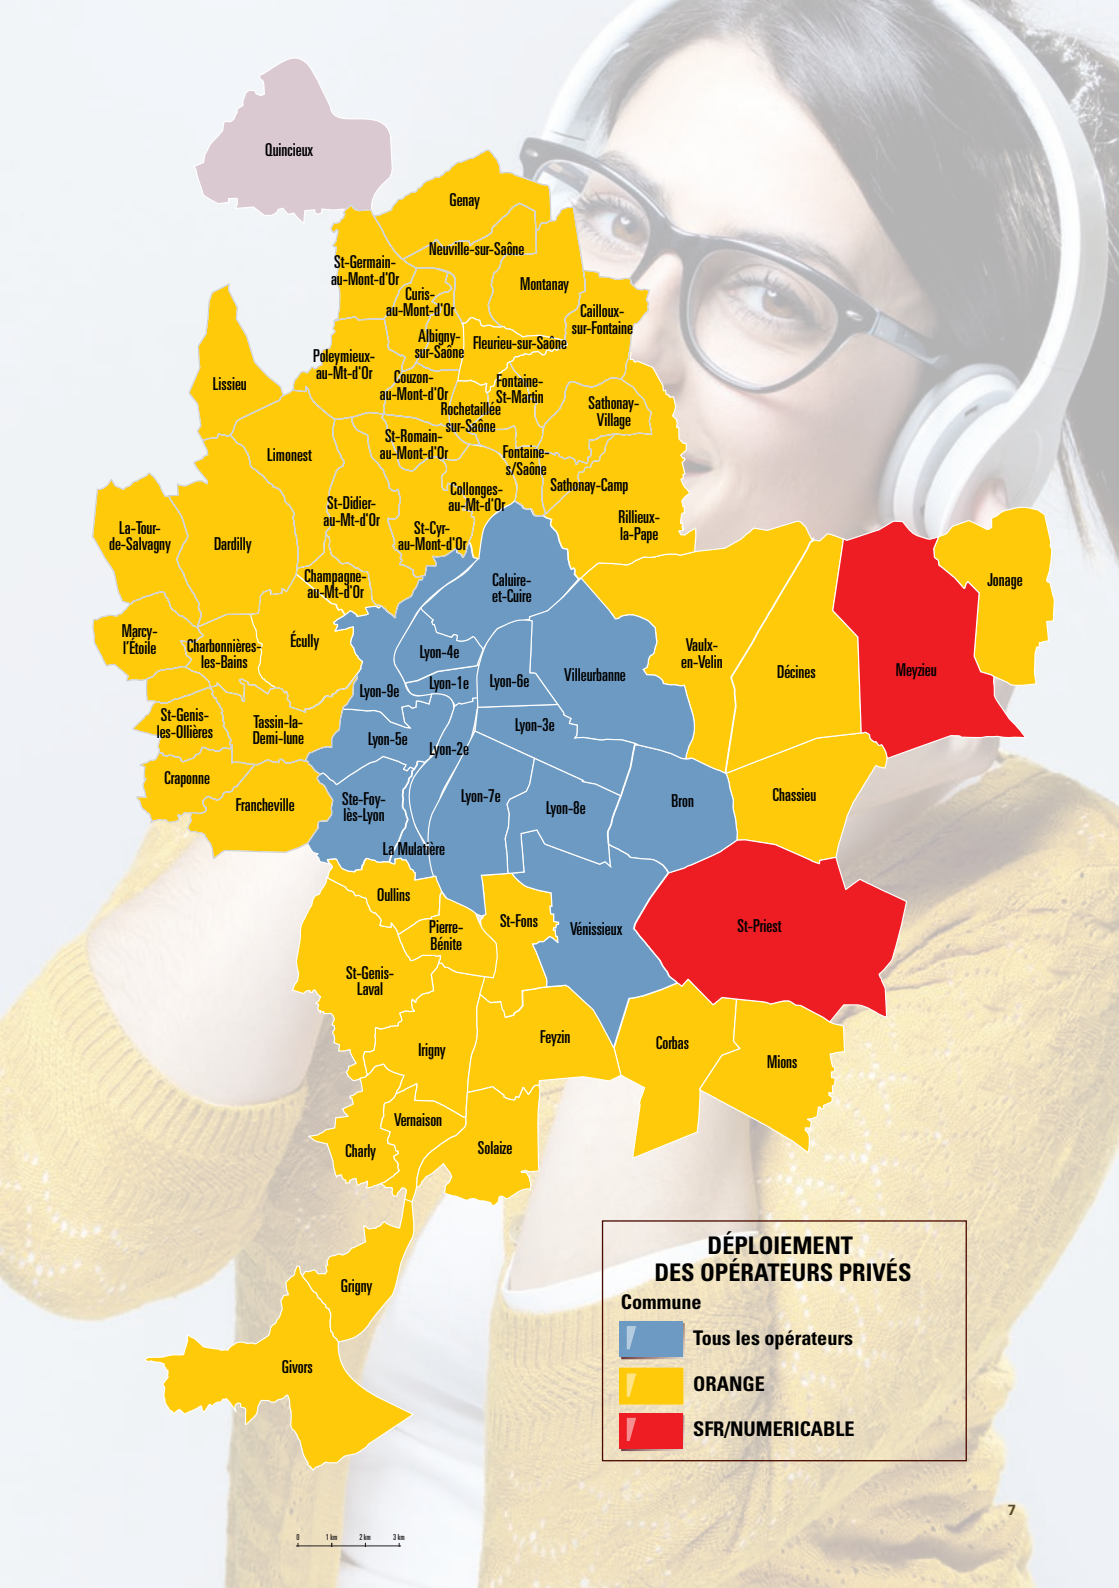 Quincieux
Genay
Neuville-sur-Saône
St-Germain-
au-Mont-d'Or
Montanay
Curis-
au-Mont-d'Or
Cailloux-
sur-Fontaine
Albigny-
sur-Saône
Fleurieu-sur-Saône
Poleymieux-
au-Mt-d'Or
Lissieu
Couzon-
au-Mont-d'Or
Fontaine-
St-Martin
Rochetaillée
sur-Saône
Sathonay-
Village
St-Romain-
au-Mont-d'Or
Limonest
Fontaine-
s/Saône
Sathonay-Camp
Collonges-
au-Mt-d'Or
St-Didier-
au-Mt-d'Or
Rillieux-
la-Pape
La-Tour-
de-Salvagny
Dardilly
St-Cyr-
au-Mont-d'Or
Champagne-
au-Mt-d'Or
Caluire-
et-Cuire
Jonage
Marcy-
l'Étoile
Charbonnières-
les-Bains
Écully
Lyon-4e
Vaulx-
en-Velin
Décines
Meyzieu
Lyon-9e
Lyon-1e
Lyon-6e
Villeurbanne
St-Genis-
les-Ollières
Tassin-la-
Demi-lune
Lyon-5e
Lyon-2e
Lyon-3e
Craponne
Francheville
Ste-Foy-
lès-Lyon
Lyon-7e
Lyon-8e
Bron
Chassieu
La Mulatière
Oullins
Pierre-
Bénite
St-Fons
Vénissieux
St-Priest
St-Genis-
Laval
Irigny
Feyzin
Corbas
Mions
Vernaison
Charly
Solaize
Grigny
Givors
DÉPLOIEMENT
DES OPÉRATEURS PRIVÉS
Commune
Tous les opérateurs
ORANGE
SFR/NUMERICABLE
7
0 1 km 2 km 3 km